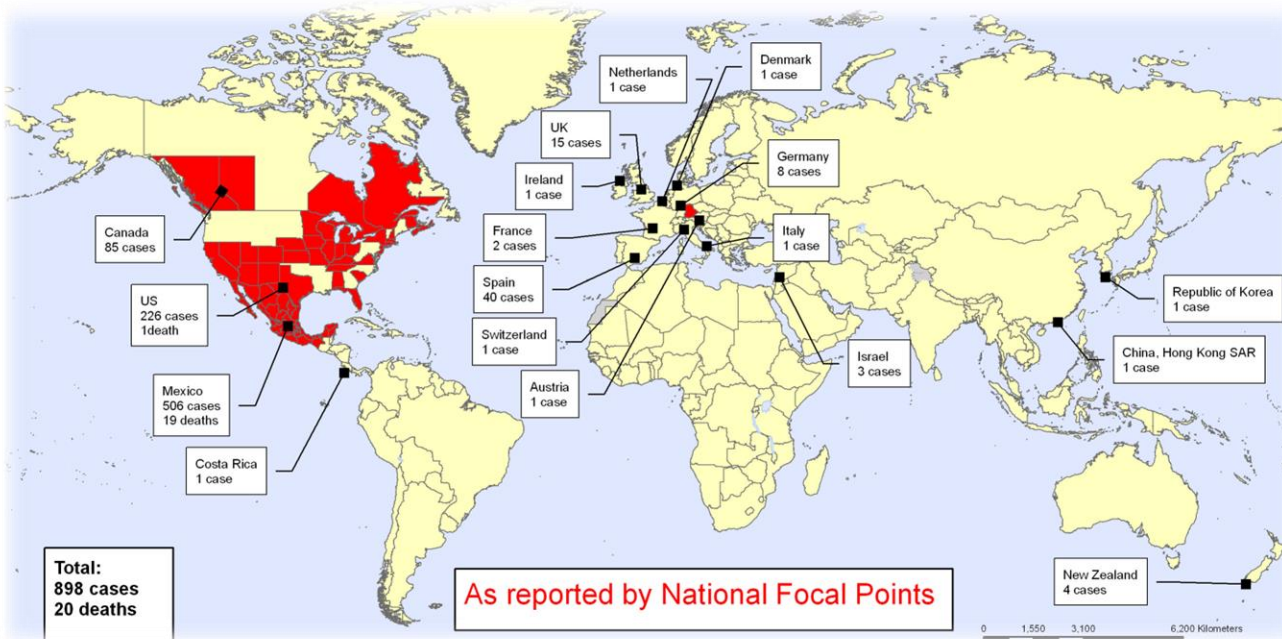 Netherlands
1 case
Denmark
1 case
UK
15 cases
Germany
8 cases
Ireland
1 case
Canada
85 cases
France
2 cases
Italy
1 case
Spain
40 cases
US
226 cases
1death
Switzerland
1 case
Israel
3 cases
Republic of Korea
1 case
China, Hong Kong SAR
1 case
Mexico
506 cases
19 deaths
Austria
1 case
Costa Rica
1 case
Total:
898 cases
20 deaths
As reported by National Focal Points
New Zealand
4 cases
0 1,550 3,100 6,200 Kilometers